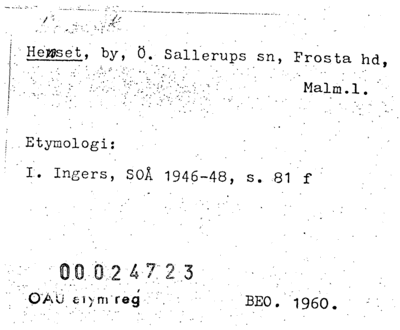 Hemset, by, Ö. Sallerups sn, Frosta hd,
Malm.l.
Etymologi:
I. Ingers, SOÅ 1946-48, s. 81 f
00024723
OAU etym reg
BEO. 1960.